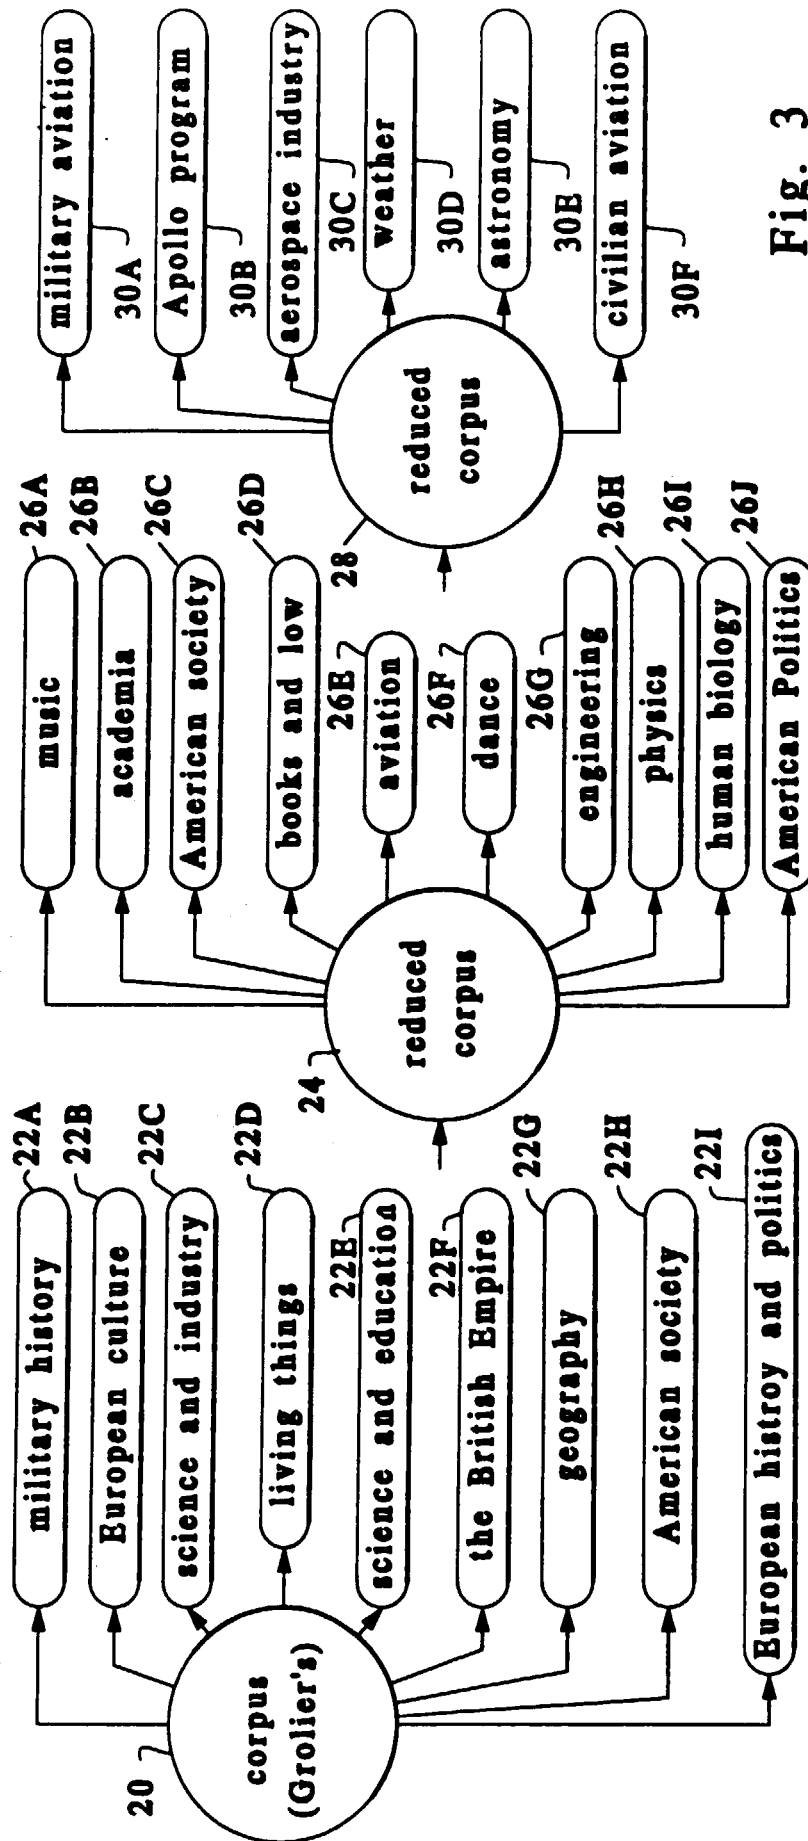 20
corpus
(Grolier's)
military history
22A
European culture
22B
science and industry
22C
living things
22D
science and education
22E
the British Empire
22F
geography
22G
American society
22H
European histroy and politics
22I
24
reduced
corpus
music
26A
academia
26B
American society
26C
books and low
26D
aviation
26E
dance
26F
engineering
26G
physics
26H
human biology
26I
American Politics
26J
28
reduced
corpus
military aviation
30A
Apollo program
30B
aerospace industry
30C
weather
30D
astronomy
30E
civilian aviation
30F
Fig. 3